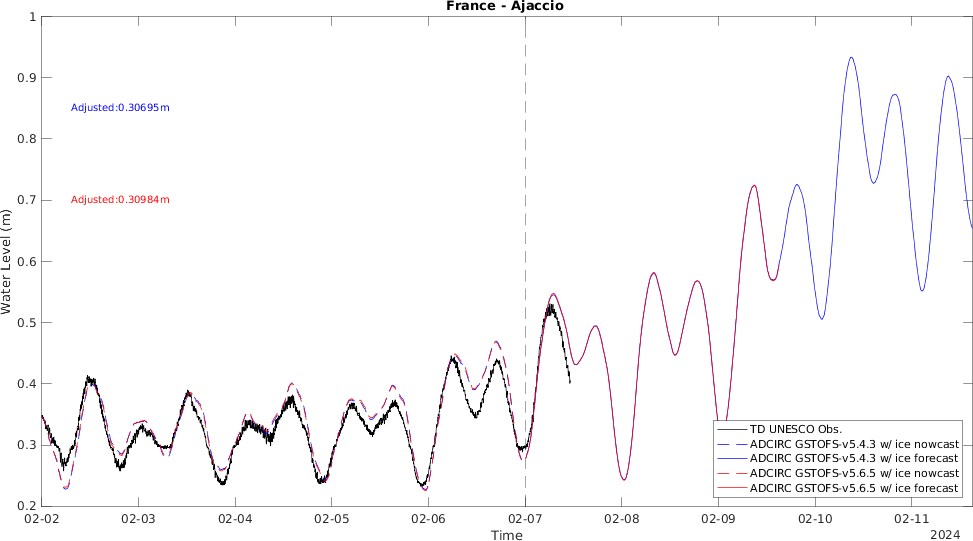 France - Ajaccio
1
0.9
Adjusted:0.30695m
0.8
0.7
Adjusted:0.30984m
Water Level (m)
0.6
0.5
0.4
0.3
0.2
TD UNESCO Obs.
ADCIRC GSTOFS-v5.4.3 w/ ice nowcast
ADCIRC GSTOFS-v5.4.3 w/ ice forecast
ADCIRC GSTOFS-v5.6.5 w/ ice nowcast
ADCIRC GSTOFS-v5.6.5 w/ ice forecast
02-02 02-03 02-04 02-05 02-06 02-07 02-08 02-09 02-10 02-11
Time
2024